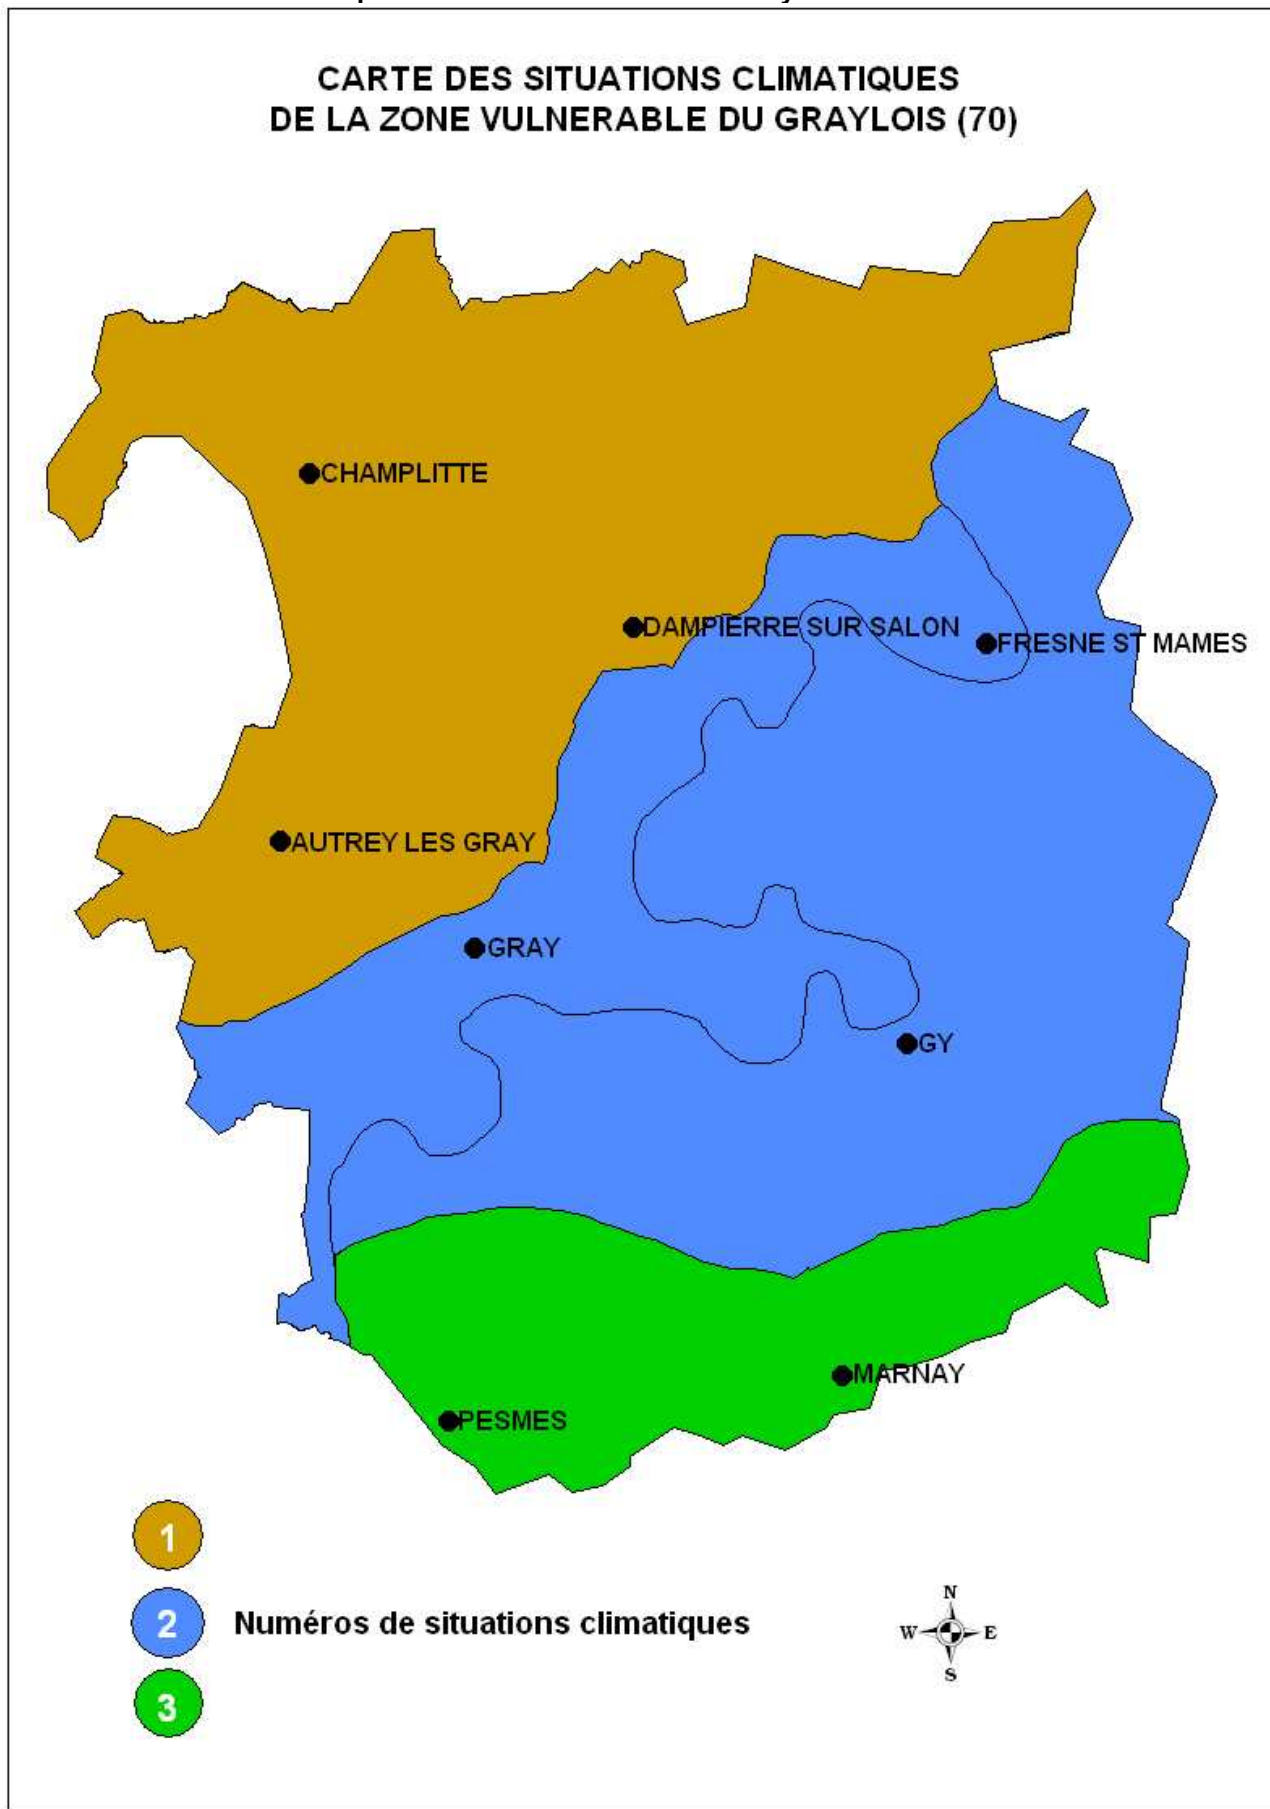 CARTE DES SITUATIONS CLIMATIQUES
DE LA ZONE VULNERABLE DU GRAYLOIS (70)
CHAMPLITTE
DAMPIERRE SUR SALON
FRESNE ST MAMES
AUTREY LES GRAY
GRAY
GY
MARNAY
PESMES
1
2 Numéros de situations climatiques
3
N
W E
S